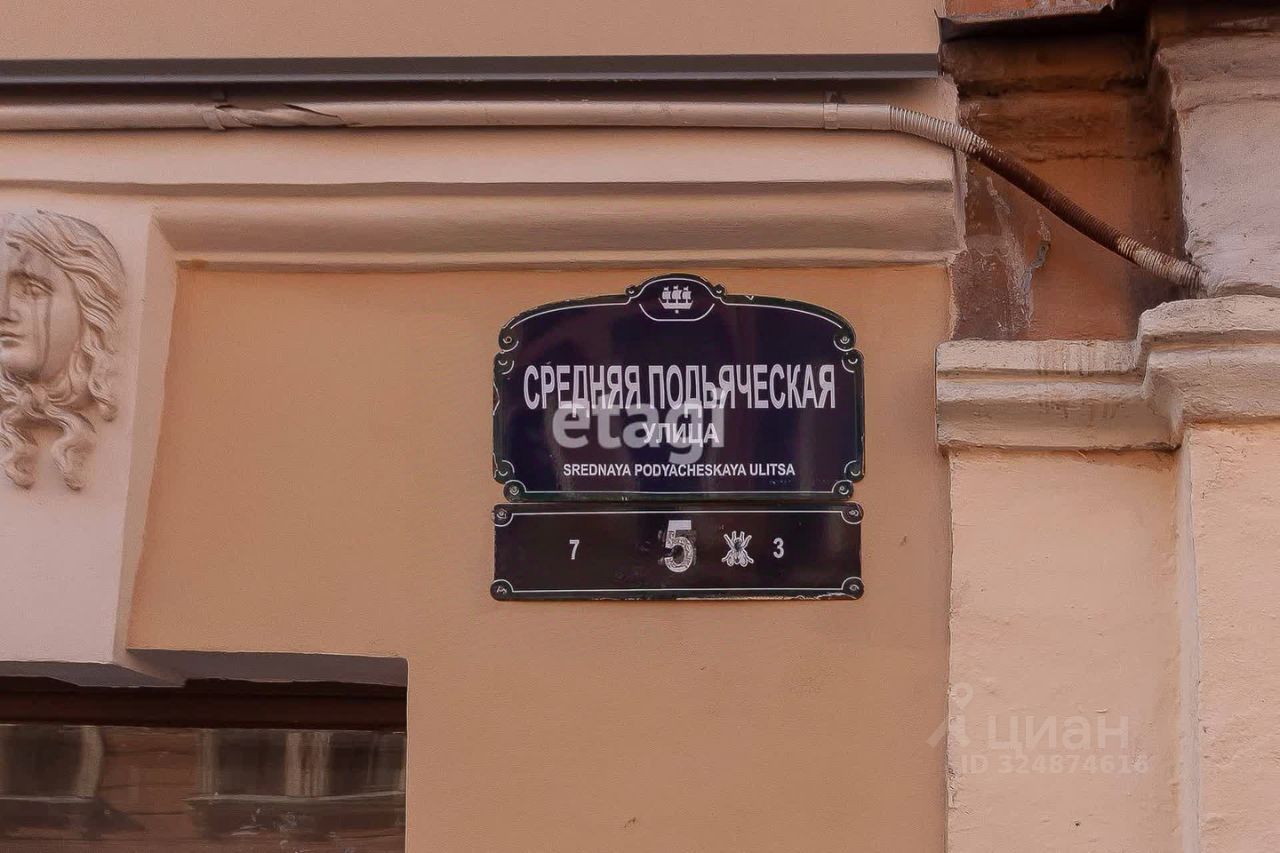 СРЕДНЯЯ ПОДЬЯЧЕСКАЯ
etagi
УЛИЦА
SREDNAYA PODYACHESKAYA ULITSA
7 5 3
циан
ID 324874616